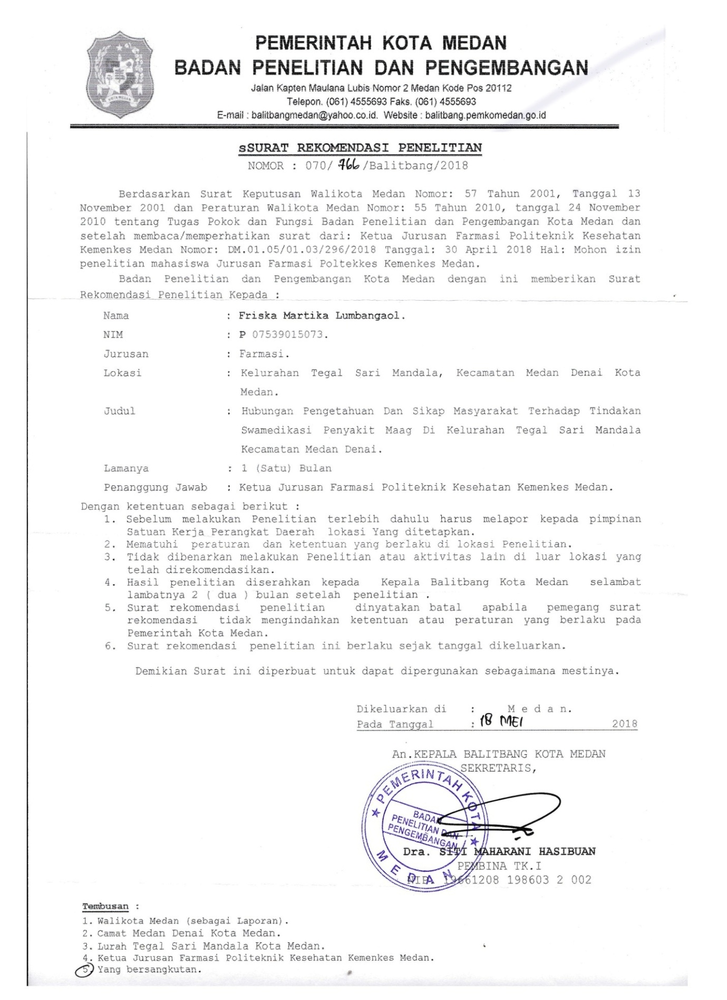 KOTA MEDAN
PEMERINTAH KOTA MEDAN
BADAN PENELITIAN DAN PENGEMBANGAN
Jalan Kapten Maulana Lubis Nomor 2 Medan Kode Pos 20112
Telepon. (061) 4555693 Faks. (061) 4555693
E-mail : balitbangmedan@yahoo.co.id. Website : balitbang.pemkomedan.go.id
sSURAT REKOMENDASI PENELITIAN
NOMOR : 070/ 766 /Balitbang/2018
Berdasarkan Surat Keputusan Walikota Medan Nomor: 57 Tahun 2001, Tanggal 13
November 2001 dan Peraturan Walikota Medan Nomor: 55 Tahun 2010, tanggal 24 November
2010 tentang Tugas Pokok dan Fungsi Badan Penelitian dan Pengembangan Kota Medan dan
setelah membaca/memperhatikan surat dari: Ketua Jurusan Farmasi Politeknik Kesehatan
Kemenkes Medan Nomor: DM.01.05/01.03/296/2018 Tanggal: 30 April 2018 Hal: Mohon izin
penelitian mahasiswa Jurusan Farmasi Poltekkes Kemenkes Medan.
Badan Penelitian dan Pengembangan Kota Medan dengan ini memberikan Surat
Rekomendasi Penelitian Kepada :
Nama : Friska Martika Lumbangaol.
NIM : P 07539015073.
Jurusan : Farmasi.
Lokasi : Kelurahan Tegal Sari Mandala, Kecamatan Medan Denai Kota
Medan.
Judul : Hubungan Pengetahuan Dan Sikap Masyarakat Terhadap Tindakan
Swamedikasi Penyakit Maag Di Kelurahan Tegal Sari Mandala
Kecamatan Medan Denai.
Lamanya : 1 (Satu) Bulan
Penanggung Jawab : Ketua Jurusan Farmasi Politeknik Kesehatan Kemenkes Medan.
Dengan ketentuan sebagai berikut :
1. Sebelum melakukan Penelitian terlebih dahulu harus melapor kepada pimpinan
Satuan Kerja Perangkat Daerah lokasi Yang ditetapkan.
2. Mematuhi peraturan dan ketentuan yang berlaku di lokasi Penelitian.
3. Tidak dibenarkan melakukan Penelitian atau aktivitas lain di luar lokasi yang
telah direkomendasikan.
4. Hasil penelitian diserahkan kepada Kepala Balitbang Kota Medan selambat
lambatnya 2 ( dua ) bulan setelah penelitian .
5. Surat rekomendasi penelitian dinyatakan batal apabila pemegang surat
rekomendasi tidak mengindahkan ketentuan atau peraturan yang berlaku pada
Pemerintah Kota Medan.
6. Surat rekomendasi penelitian ini berlaku sejak tanggal dikeluarkan.
Demikian Surat ini diperbuat untuk dapat dipergunakan sebagaimana mestinya.
Dikeluarkan di : M e d a n.
Pada Tanggal : 18 MEI 2018
An.KEPALA BALITBANG KOTA MEDAN
SEKRETARIS,
PEMERINTAH KOTA
BADAN
PENELITIAN DAN
PENGEMBANGAN
MEDAN
Dra. SITI MAHARANI HASIBUAN
PEMBINA TK.I
NIP. 19661208 198603 2 002
Tembusan :
1. Walikota Medan (sebagai Laporan).
2. Camat Medan Denai Kota Medan.
3. Lurah Tegal Sari Mandala Kota Medan.
4. Ketua Jurusan Farmasi Politeknik Kesehatan Kemenkes Medan.
5. Yang bersangkutan.